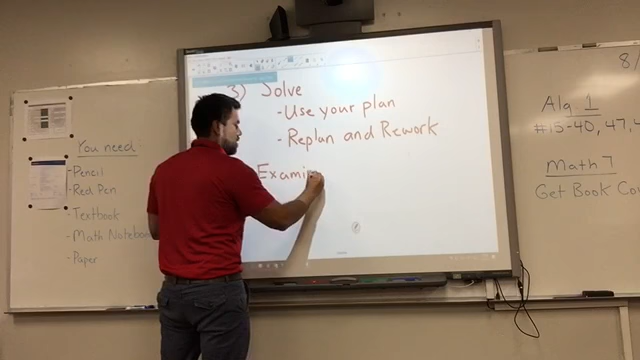 You need
- Pencil
- Red Pen
- Textbook
- Math Notebo
- Paper
3) Solve
- Use your plan
- Replan and Rework
Exami
8/
Alg 1
#15-40, 47, 4
Math 7
Get Book Co